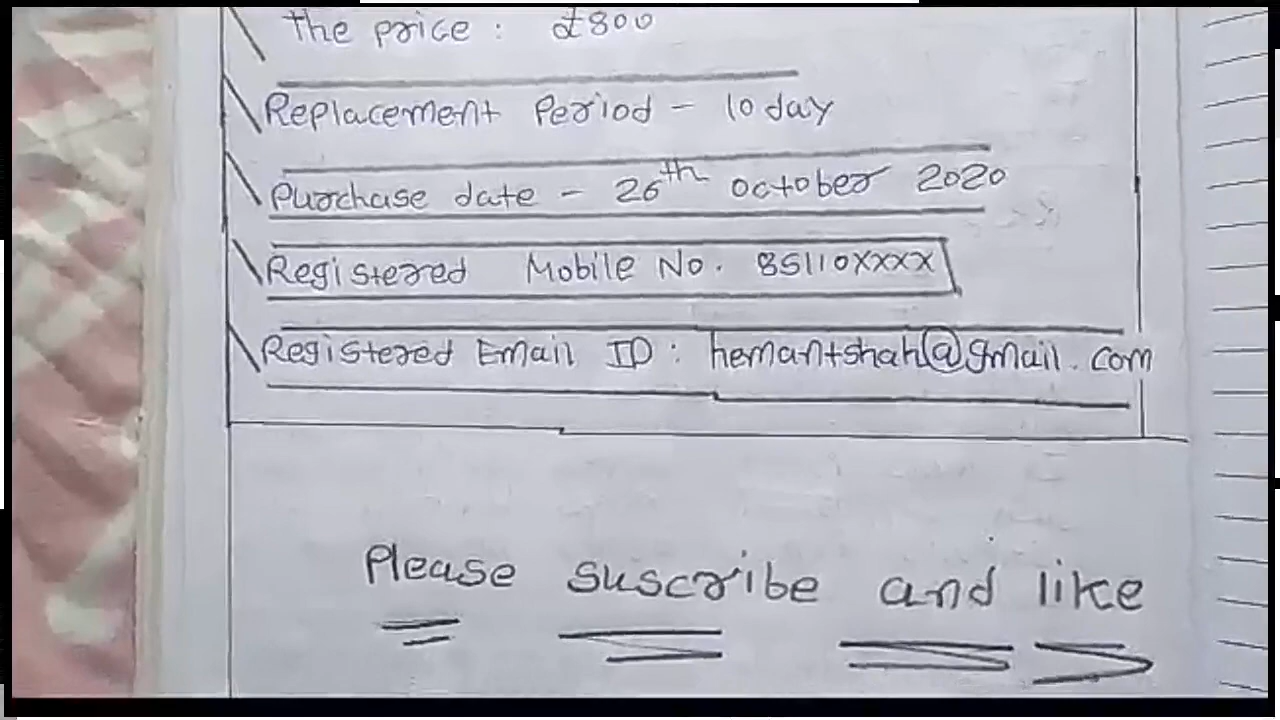 The price : ₹800
Replacement Period - 10 day
Purchase date - 26th October 2020
Registered Mobile No. 85110xxxx
Registered Email ID : hemantshah@gmail.com
Please suscribe and like